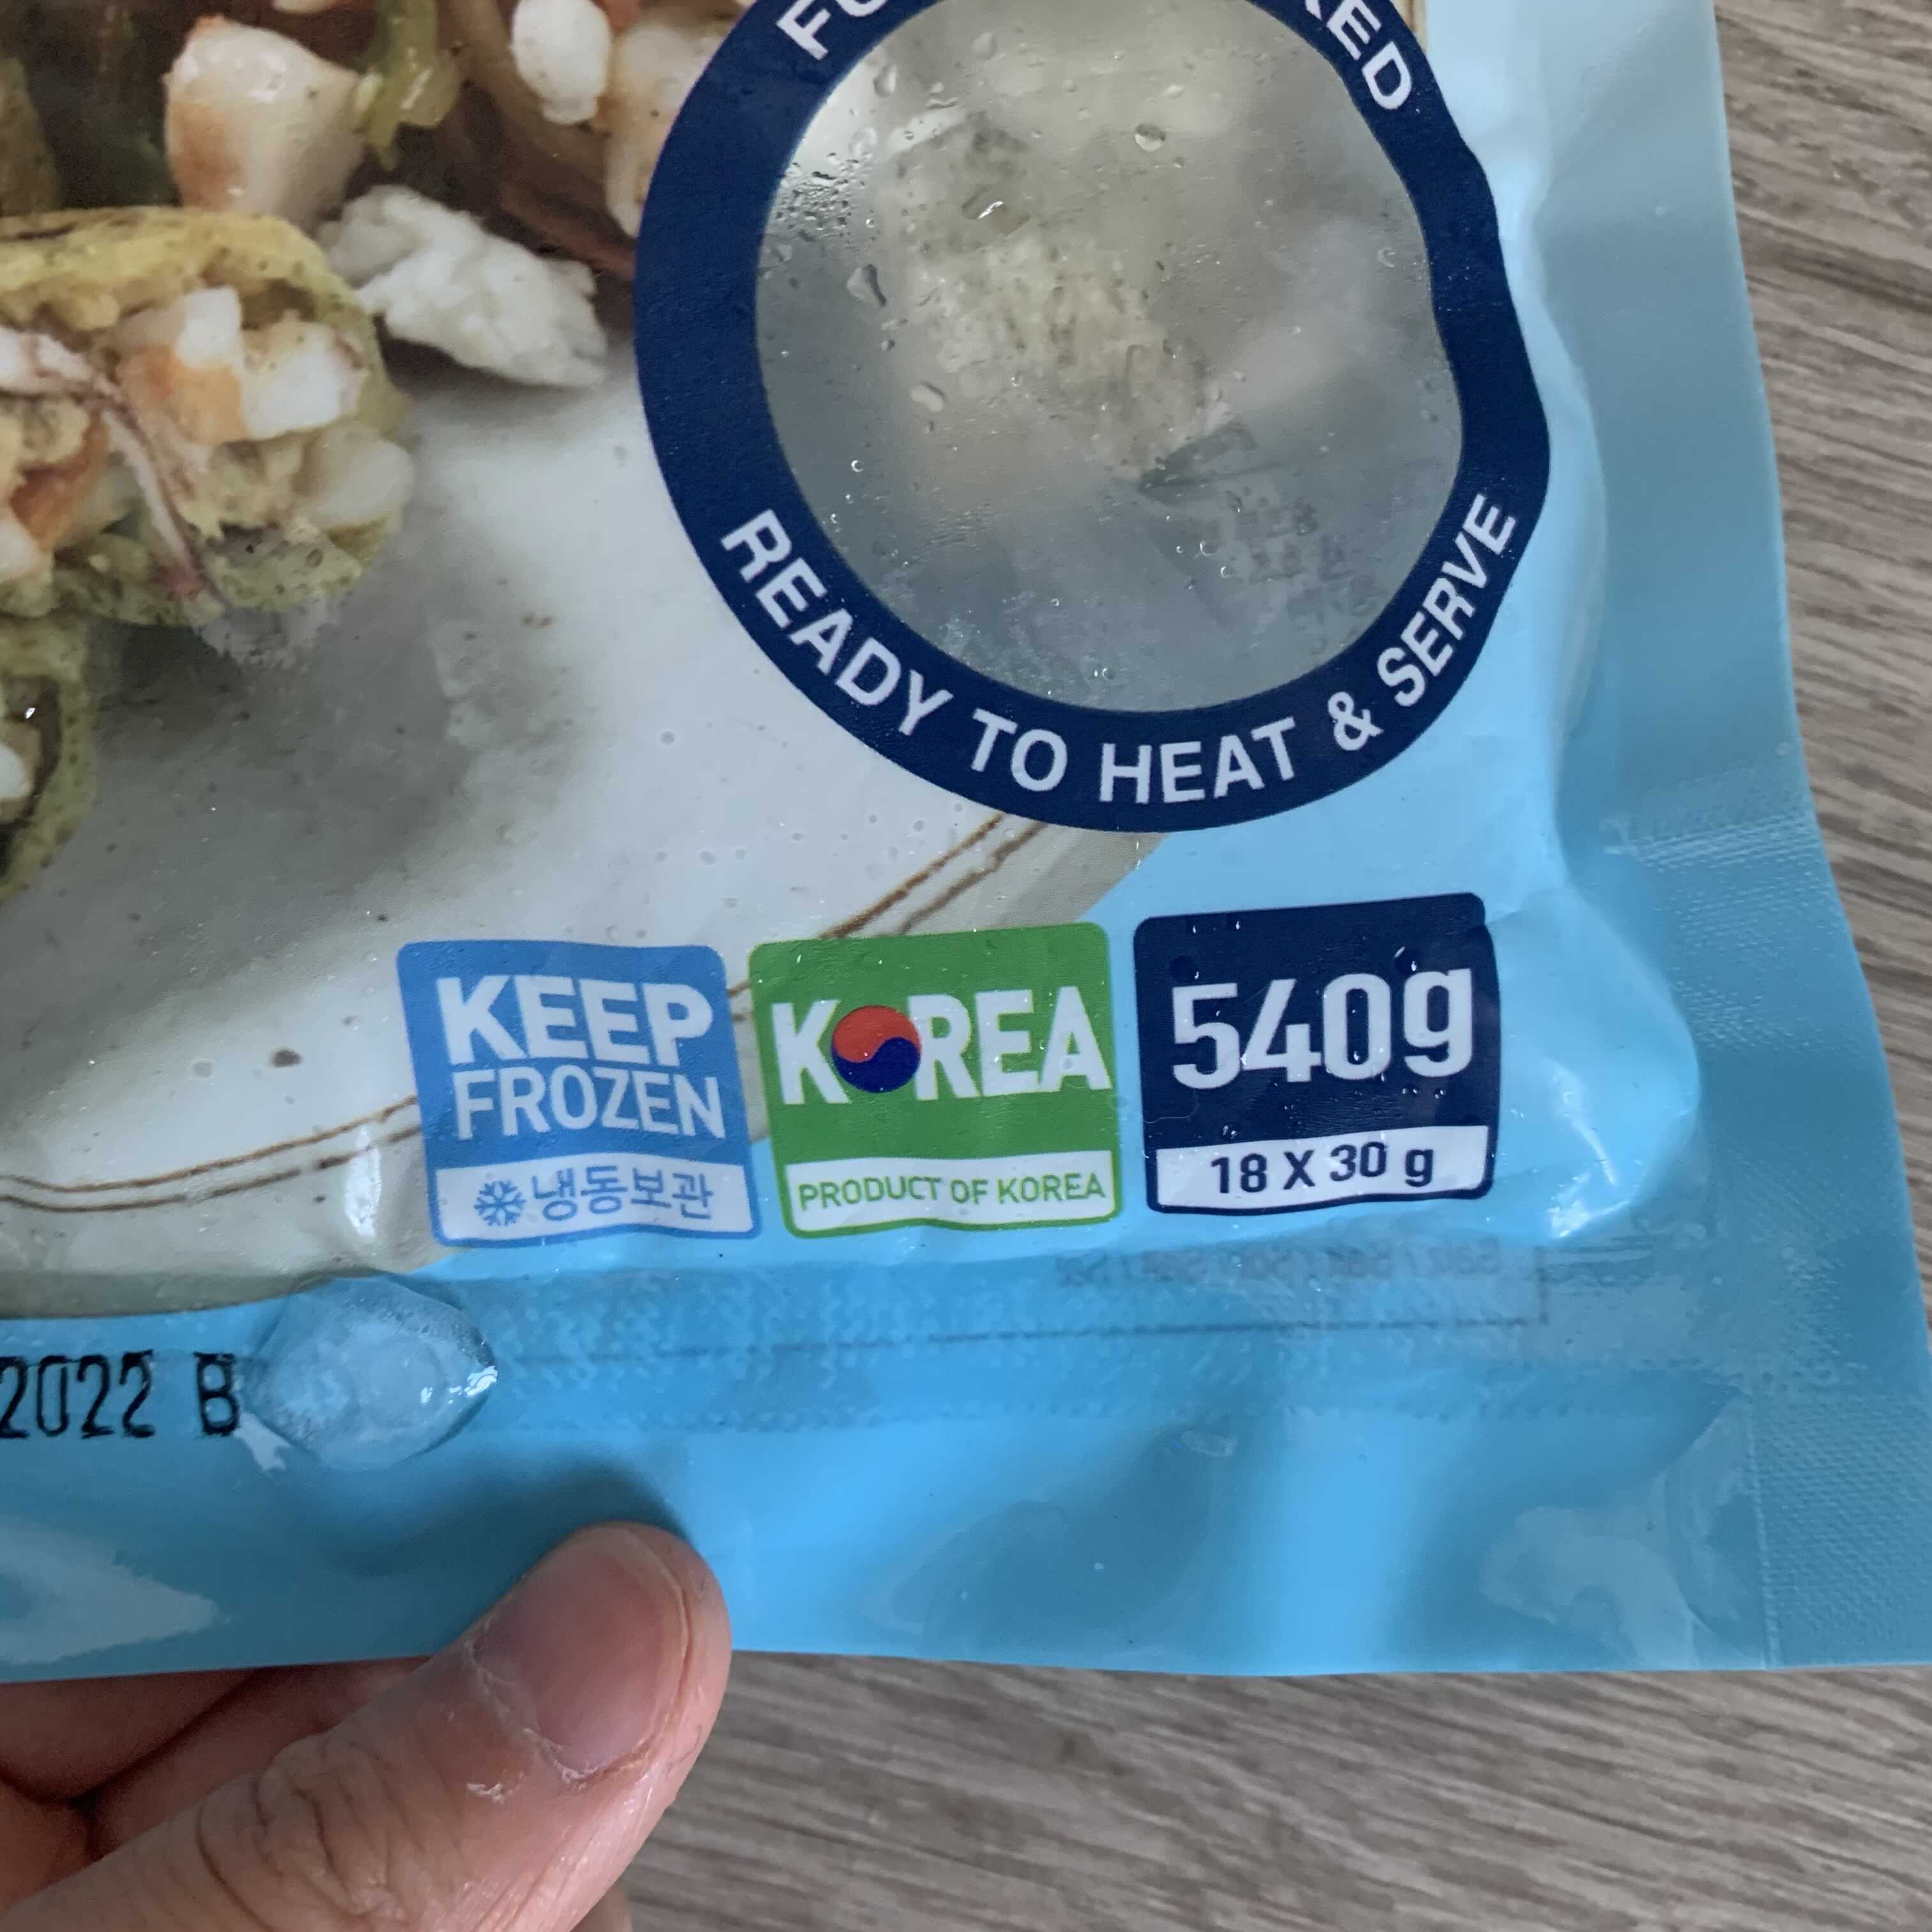 READY TO HEAT & SERVE
KEEP
FROZEN
냉동보관
KOREA
PRODUCT OF KOREA
540g
18 X 30 g
2022 B